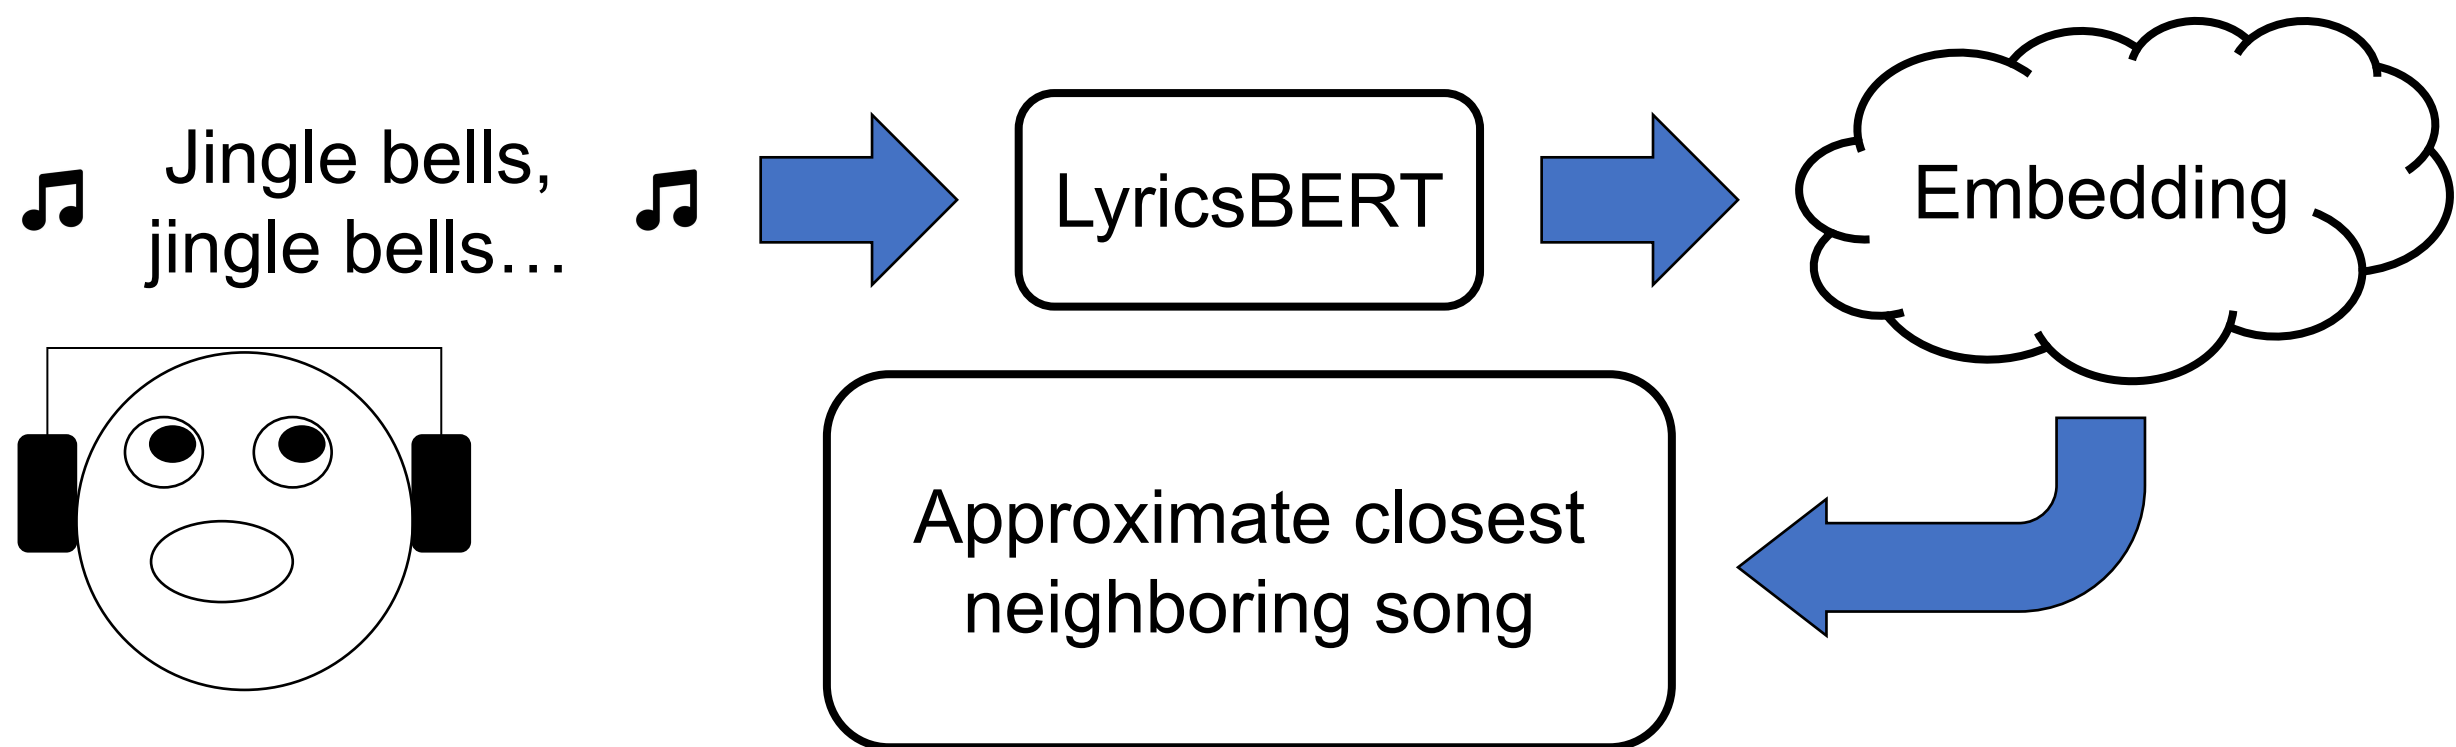 Jingle bells,
jingle bells…
LyricsBERT
Embedding
Approximate closest
neighboring song